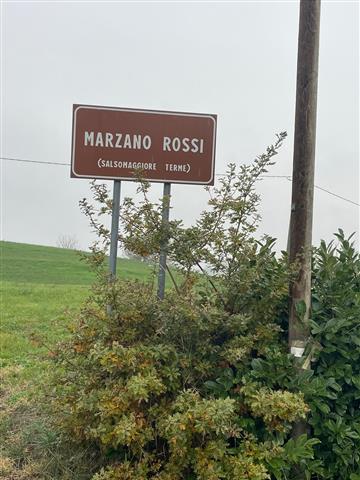 MARZANO ROSSI
(SALSOMAGGIORE TERME)